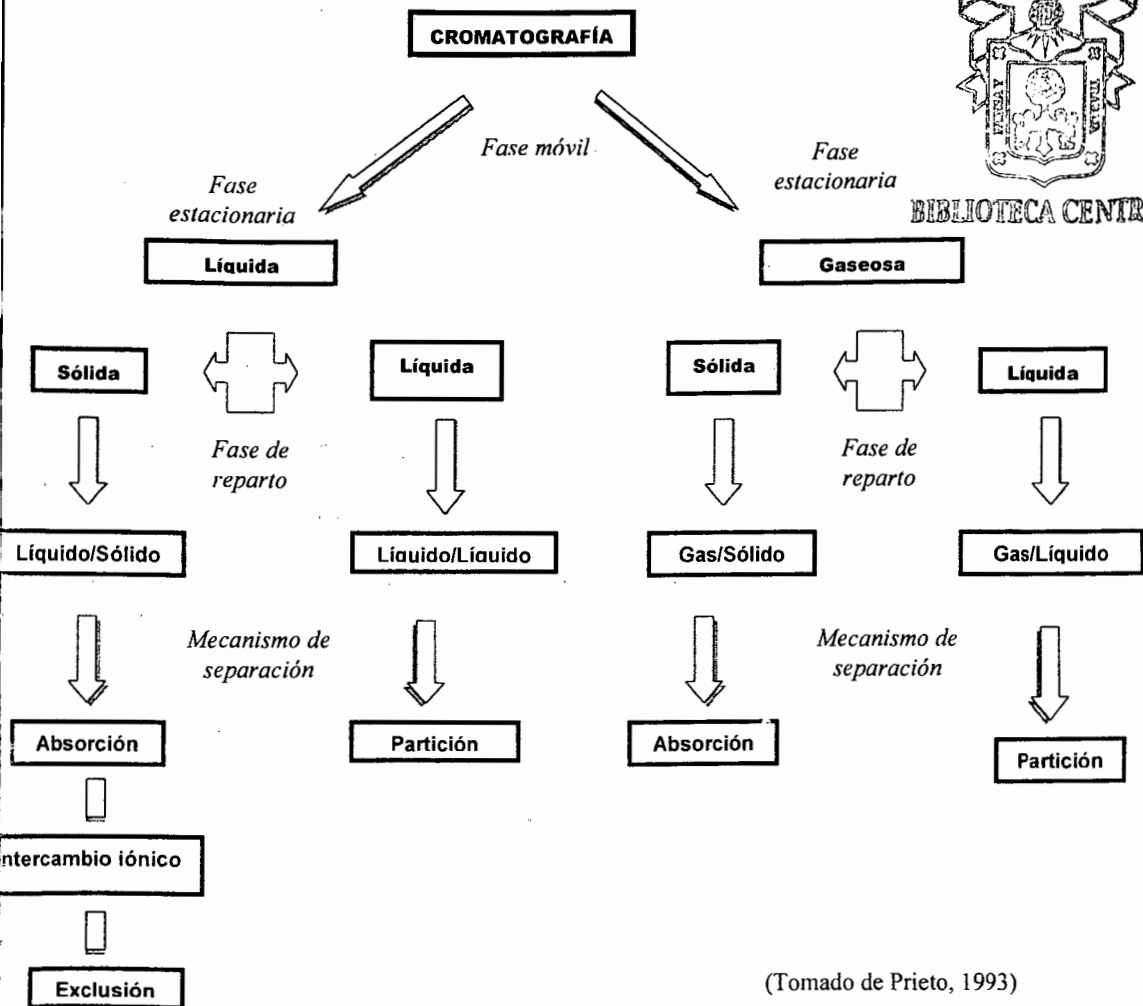 CROMATOGRAFÍA
Fase móvil
Fase
estacionaria
Fase
estacionaria
BIBLIOTECA CENTR
Líquida
Gaseosa
Sólida
Líquida
Sólida
Líquida
Fase de
reparto
Fase de
reparto
Líquido/Sólido
Líquido/Líquido
Gas/Sólido
Gas/Líquido
Mecanismo de
separación
Mecanismo de
separación
Absorción
Partición
Absorción
Partición
ntercambio iónico
Exclusión
(Tomado de Prieto, 1993)